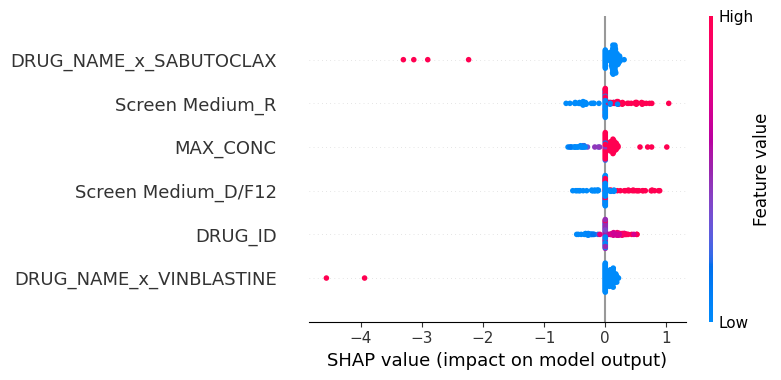 High
DRUG_NAME_x_SABUTOCLAX
Screen Medium_R
MAX_CONC
Screen Medium_D/F12
DRUG_ID
DRUG_NAME_x_VINBLASTINE
Feature value
Low
−4 −3 −2 −1 0 1
SHAP value (impact on model output)